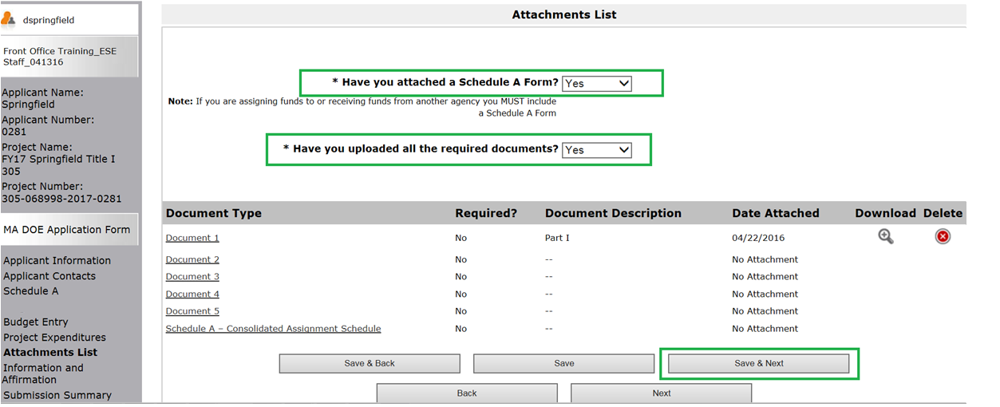 dspringfield
Front Office Training_ESE
Staff_041316
Applicant Name:
Springfield
Applicant Number:
0281
Project Name:
FY17 Springfield Title I
305
Project Number:
305-068998-2017-0281
MA DOE Application Form
Applicant Information
Applicant Contacts
Schedule A
Budget Entry
Project Expenditures
Attachments List
Information and
Affirmation
Submission Summary
Attachments List
* Have you attached a Schedule A Form? Yes
Note: If you are assigning funds to or receiving funds from another agency you MUST include
a Schedule A Form
* Have you uploaded all the required documents? Yes
Document Type Required? Document Description Date Attached Download Delete
Document 1 No Part I 04/22/2016
Document 2 No -- No Attachment
Document 3 No -- No Attachment
Document 4 No -- No Attachment
Document 5 No -- No Attachment
Schedule A – Consolidated Assignment Schedule No -- No Attachment
Save & Back Save Save & Next
Back Next